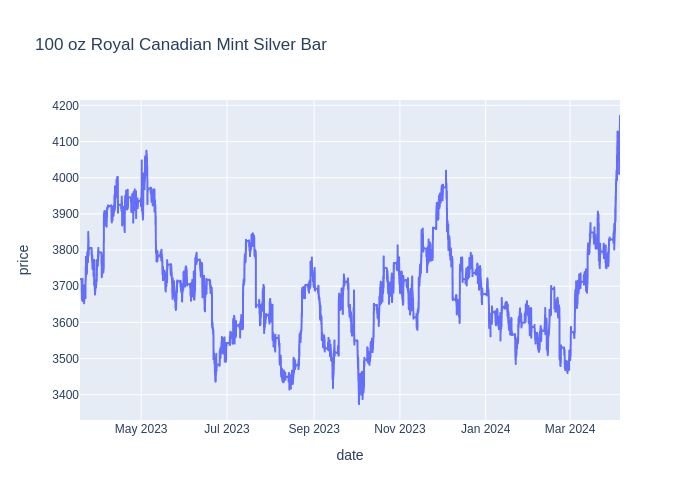 100 oz Royal Canadian Mint Silver Bar
4200
4100
4000
3900
3800
3700
3600
3500
3400
price
May 2023
Jul 2023
Sep 2023
Nov 2023
Jan 2024
Mar 2024
date